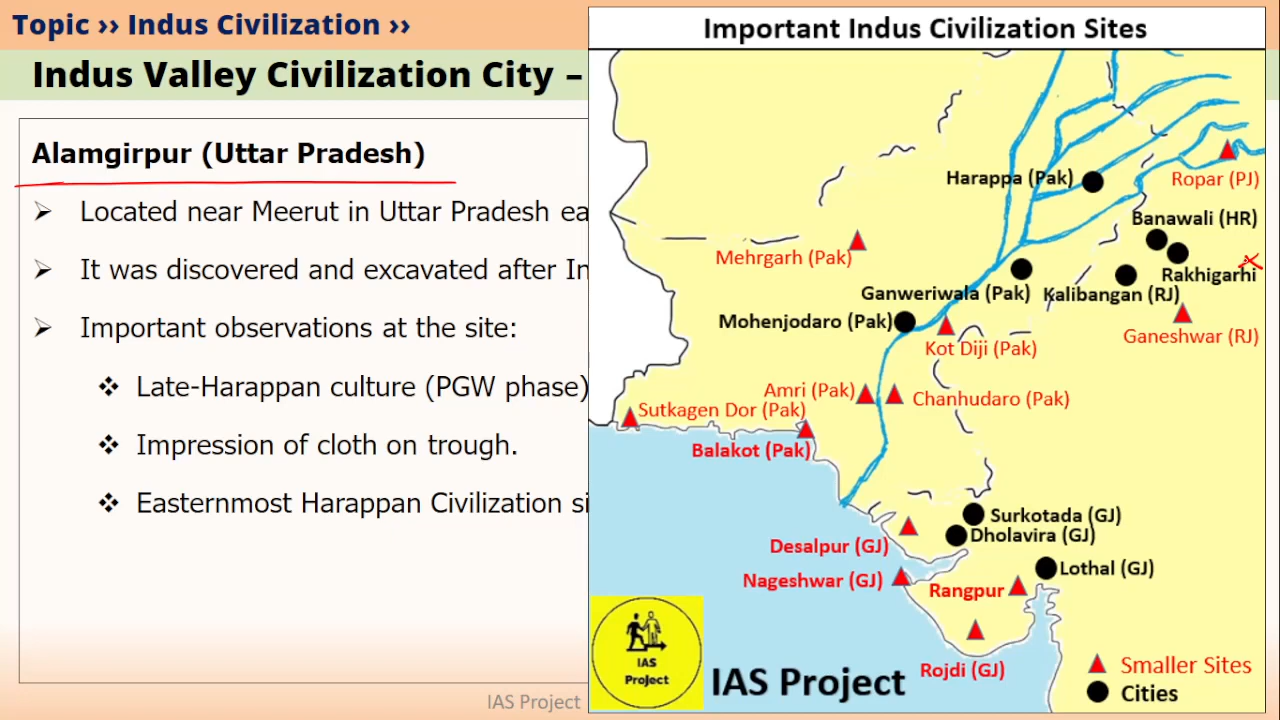 Topic ›› Indus Civilization ››
Indus Valley Civilization City –
Alamgirpur (Uttar Pradesh)
Located near Meerut in Uttar Pradesh ea
It was discovered and excavated after In
Important observations at the site:
Late-Harappan culture (PGW phase)
Impression of cloth on trough.
Easternmost Harappan Civilization si
IAS Project
Important Indus Civilization Sites
Harappa (Pak)
Ropar (PJ)
Banawali (HR)
Mehrgarh (Pak)
Rakhigarhi
Ganweriwala (Pak)
Kalibangan (RJ)
Mohenjodaro (Pak)
Ganeshwar (RJ)
Kot Diji (Pak)
Amri (Pak)
Chanhudaro (Pak)
Sutkagen Dor (Pak)
Balakot (Pak)
Surkotada (GJ)
Dholavira (GJ)
Desalpur (GJ)
Lothal (GJ)
Nageshwar (GJ)
Rangpur
Rojdi (GJ)
IAS
Project
IAS Project
Smaller Sites
Cities